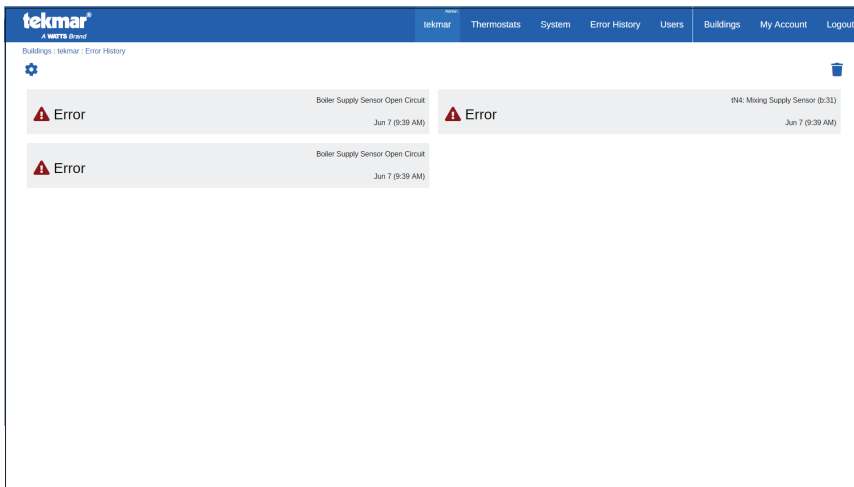 tekmar®
A WATTS Brand
Admin
tekmar Thermostats System Error History Users Buildings My Account Logout
Buildings : tekmar : Error History
Error
Boiler Supply Sensor Open Circuit
Jun 7 (9:39 AM)
Error
tN4: Mixing Supply Sensor (b:31)
Jun 7 (9:39 AM)
Error
Boiler Supply Sensor Open Circuit
Jun 7 (9:39 AM)